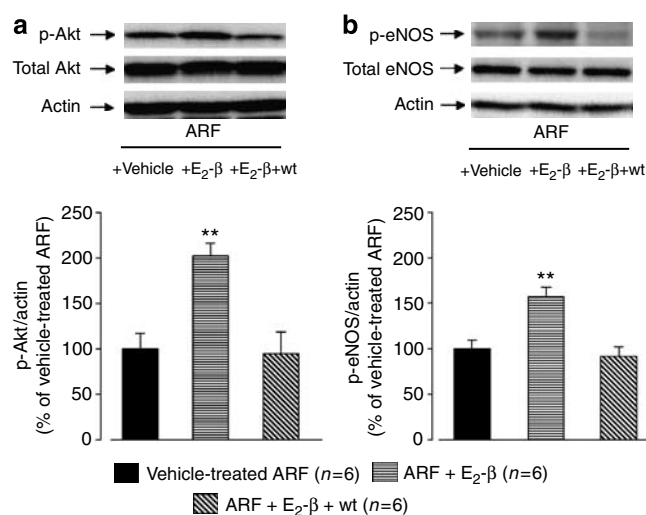 a
p-Akt
Total Akt
Actin
ARF
+Vehicle +E₂-β +E₂-β+wt
p-Akt/actin
(% of vehicle-treated ARF)
250
200
150
100
50
0
**
b
p-eNOS
Total eNOS
Actin
ARF
+Vehicle +E₂-β +E₂-β+wt
p-eNOS/actin
(% of vehicle-treated ARF)
250
200
150
100
50
0
**
Vehicle-treated ARF (n=6) ARF + E₂-β (n=6)
ARF + E₂-β + wt (n=6)